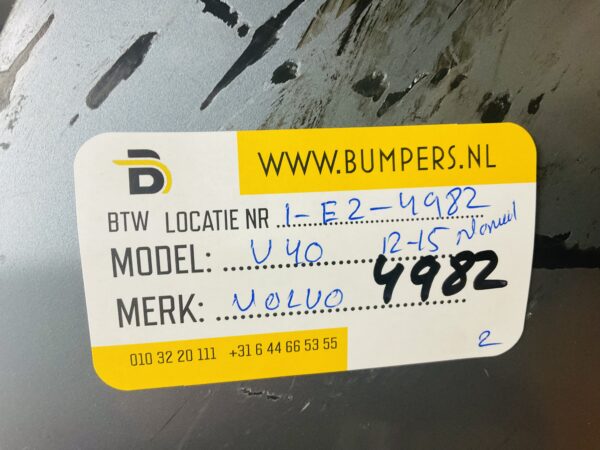 B
WWW.BUMPERS.NL
BTW LOCATIE NR 1-E2-4982
MODEL: V40 12-15 Normal
MERK: VOLVO 4982
010 32 20 111 +31 6 44 66 53 55
2